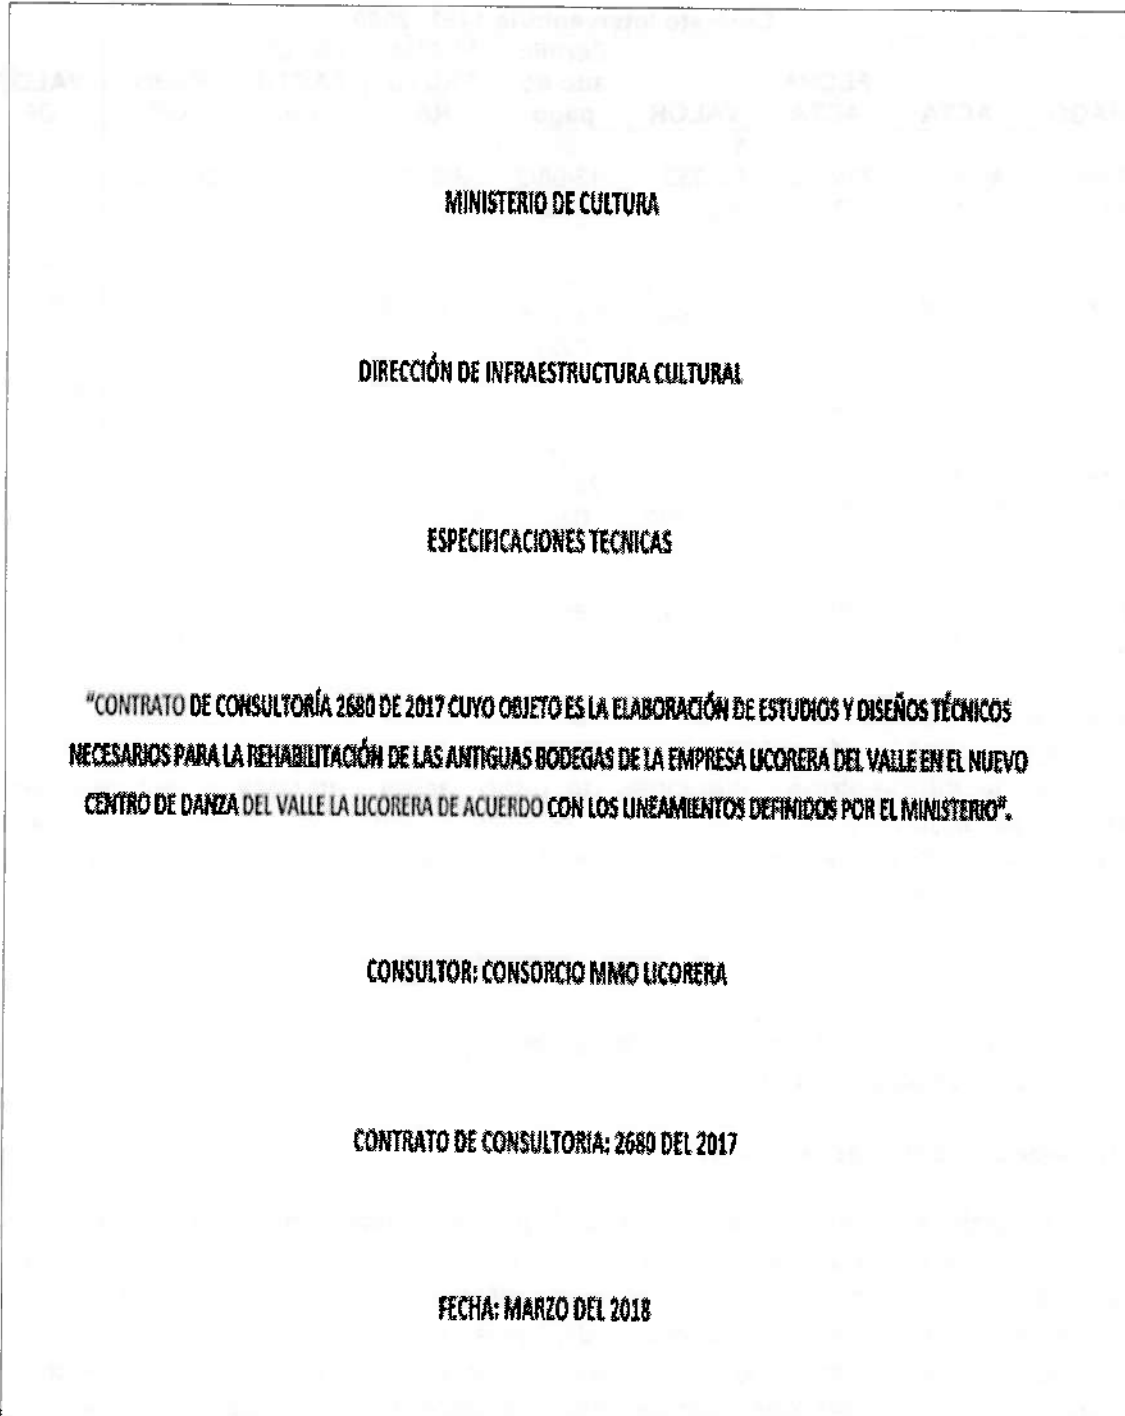 MINISTERIO DE CULTURA
DIRECCIÓN DE INFRAESTRUCTURA CULTURAL
ESPECIFICACIONES TECNICAS
"CONTRATO DE CONSULTORÍA 2680 DE 2017 CUYO OBJETO ES LA ELABORACIÓN DE ESTUDIOS Y DISEÑOS TÉCNICOS
NECESARIOS PARA LA REHABILITACIÓN DE LAS ANTIGUAS BODEGAS DE LA EMPRESA LICORERA DEL VALLE EN EL NUEVO
CENTRO DE DANZA DEL VALLE LA LICORERA DE ACUERDO CON LOS LINEAMIENTOS DEFINIDOS POR EL MINISTERIO".
CONSULTOR: CONSORCIO MMO LICORERA
CONTRATO DE CONSULTORIA: 2680 DEL 2017
FECHA: MARZO DEL 2018